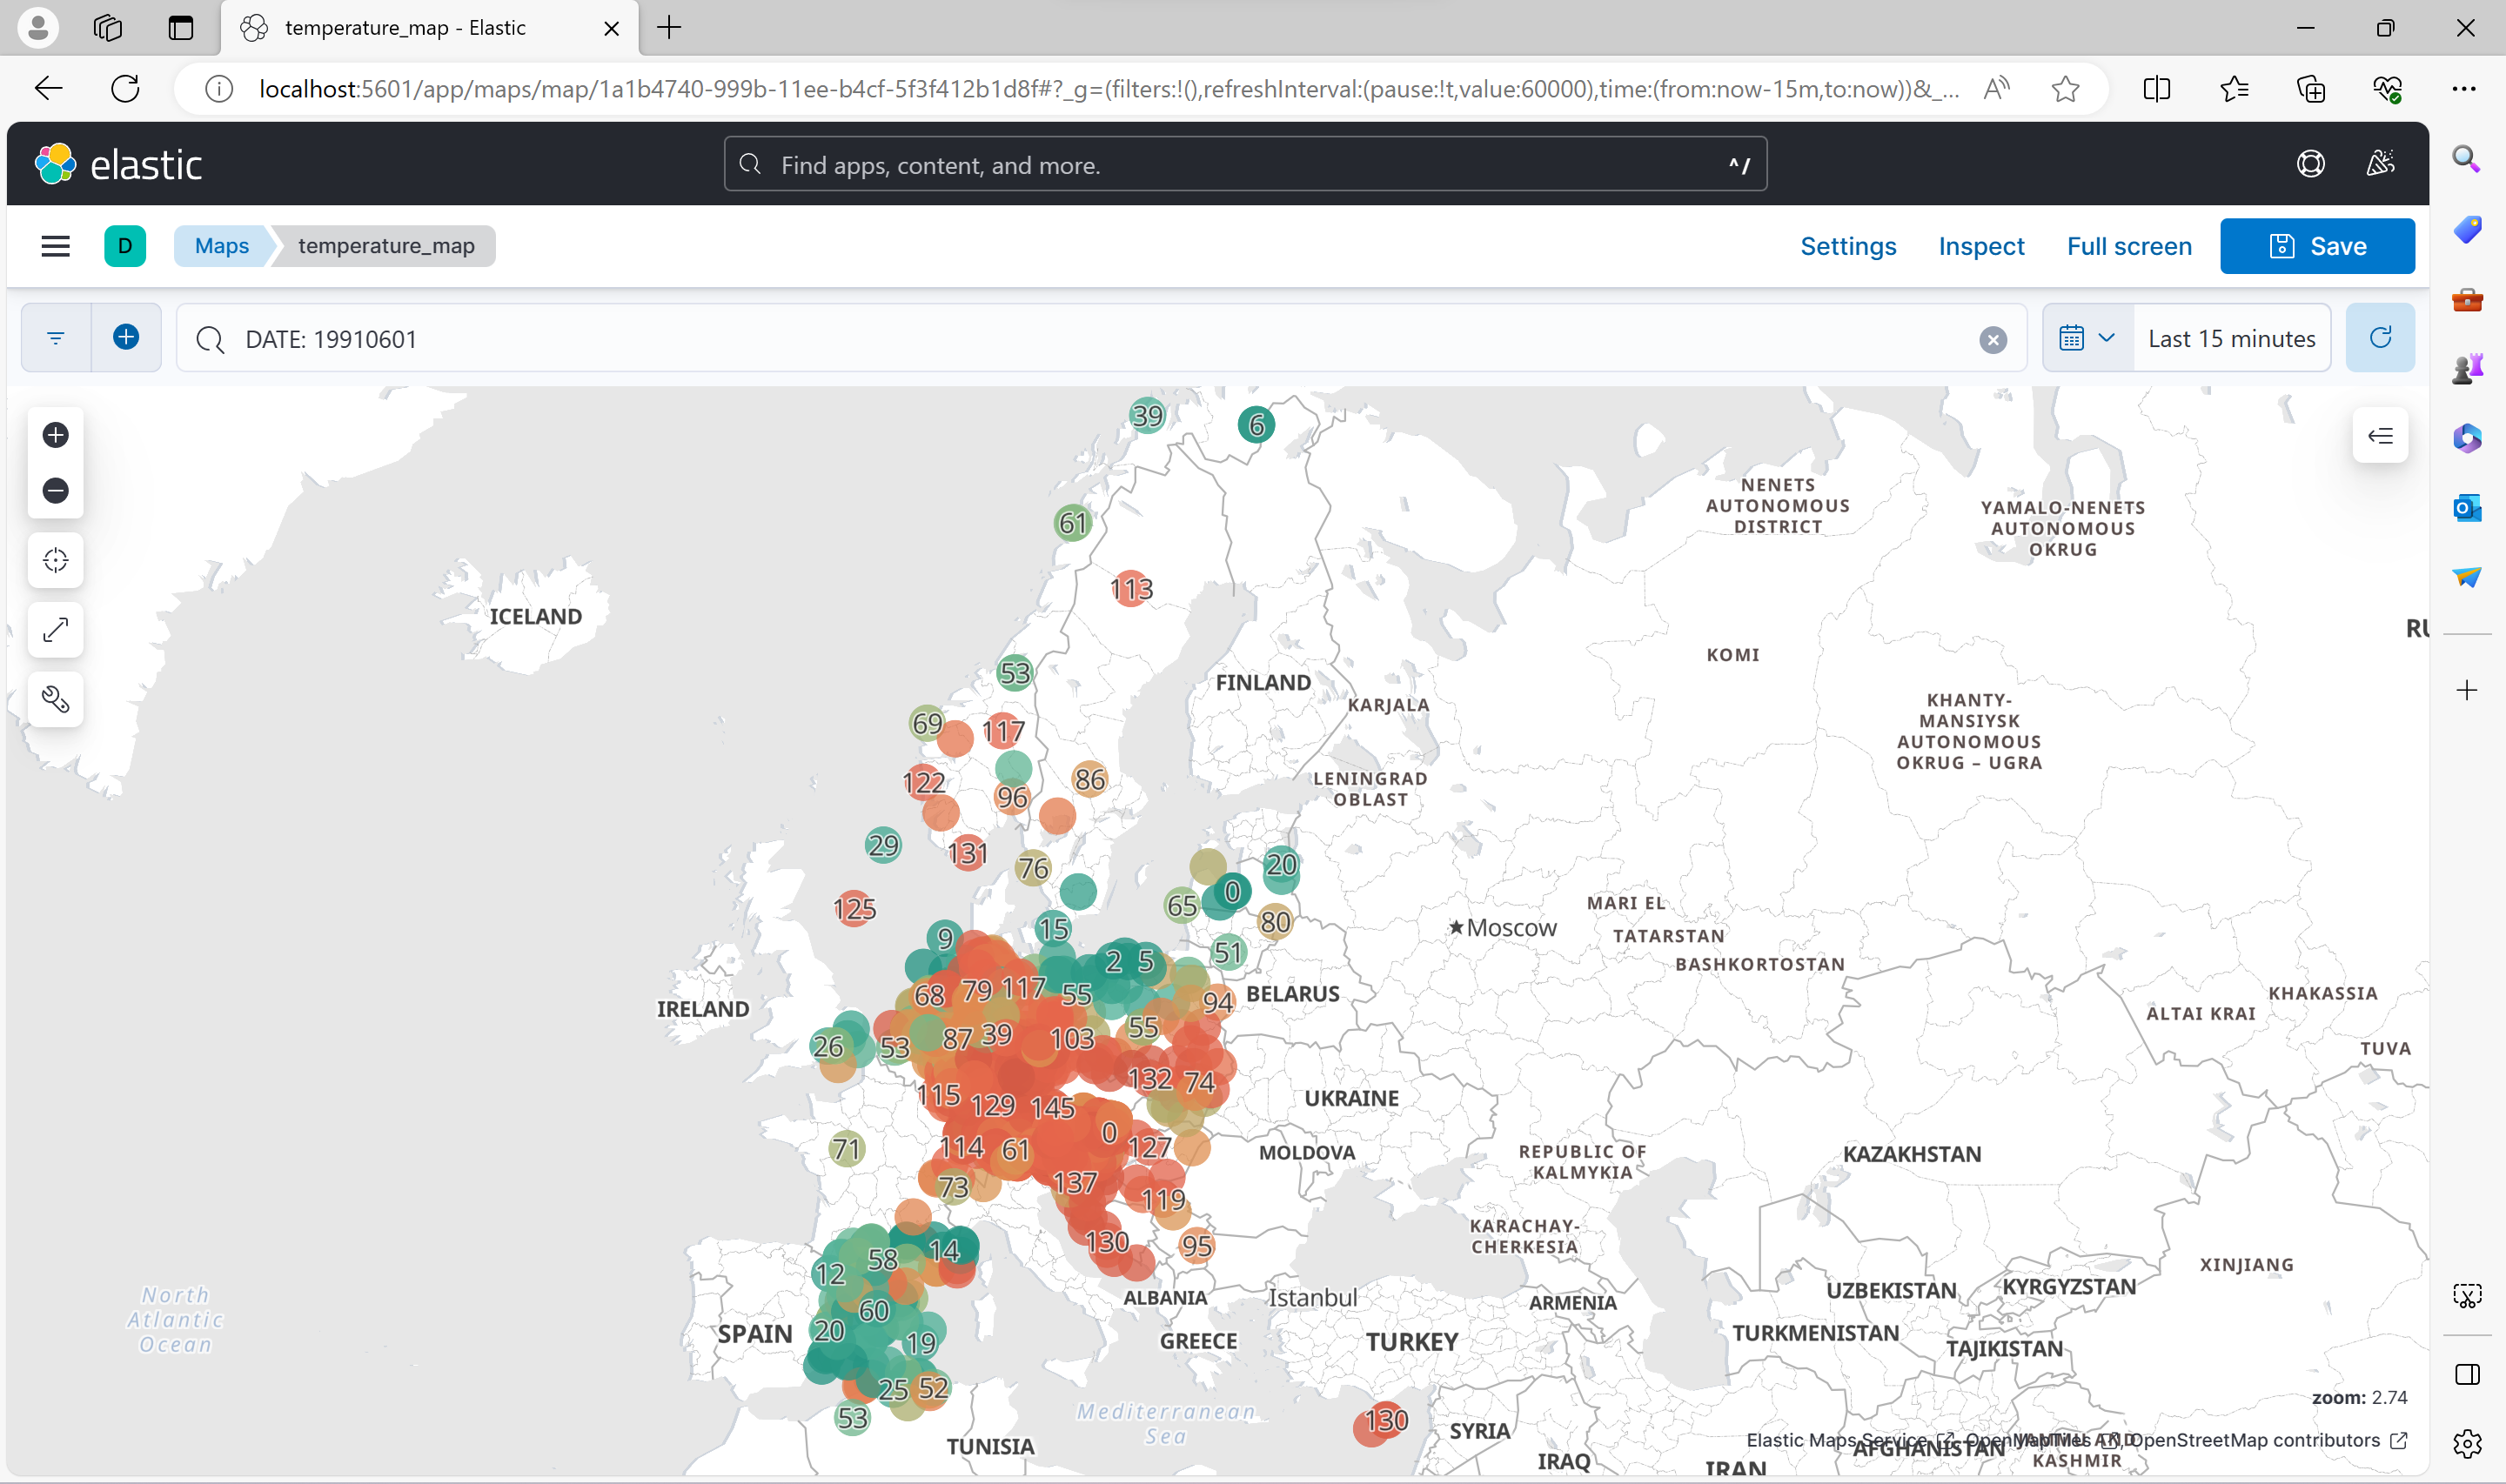 temperature_map - Elastic
localhost:5601/app/maps/map/1a1b4740-999b-11ee-b4cf-5f3f412b1d8f#?_g=(filters:!(),refreshInterval:(pause:!t,value:60000),time:(from:now-15m,to:now))&_...
elastic
Find apps, content, and more.
^/
D
Maps
temperature_map
Settings
Inspect
Full screen
Save
DATE: 19910601
Last 15 minutes
39
6
NENETS
AUTONOMOUS
DISTRICT
YAMALO-NENETS
AUTONOMOUS
OKRUG
61
113
ICELAND
RU
KOMI
53
FINLAND
KARJALA
KHANTY-
MANSIYSK
AUTONOMOUS
OKRUG – UGRA
69
117
122
86
96
LENINGRAD
OBLAST
29
131
76
20
0
65
125
80
MARI EL
Moscow
TATARSTAN
BASHKORTOSTAN
9
15
51
2
5
68
79
117
55
94
BELARUS
IRELAND
KHAKASSIA
ALTAI KRAI
TUVA
26
53
87
39
103
55
115
129
145
132
74
UKRAINE
71
114
61
0
127
MOLDOVA
REPUBLIC OF
KALMYKIA
KAZAKHSTAN
73
137
119
130
95
KARACHAY-
CHERKESIA
58
14
12
XINJIANG
North
Atlantic
Ocean
60
ALBANIA
Istanbul
ARMENIA
UZBEKISTAN
KYRGYZSTAN
SPAIN
20
19
GREECE
TURKEY
TURKMENISTAN
TAJIKISTAN
25
52
53
Mediterranean
Sea
130
SYRIA
zoom: 2.74
TUNISIA
IRAQ
IRAN
AFGHANISTAN
JAMMU AND
KASHMIR
Elastic Maps Service, OpenMapTiles, OpenStreetMap contributors